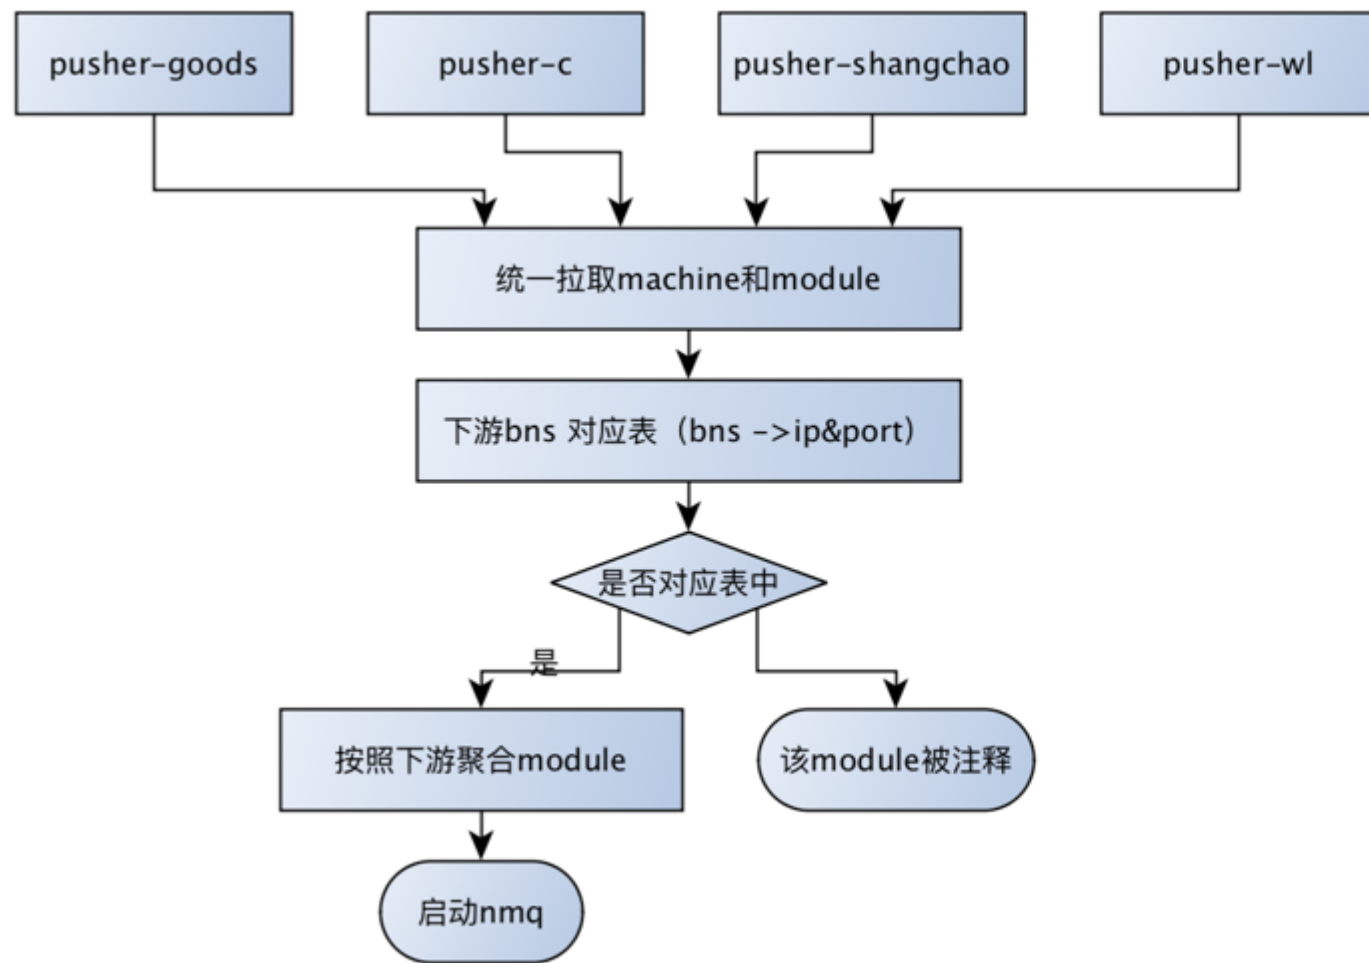 pusher-goods
pusher-c
pusher-shangchao
pusher-wl
统一拉取machine和module
下游bns 对应表（bns ->ip&port）
是否对应表中
是
按照下游聚合module
该module被注释
启动nmq